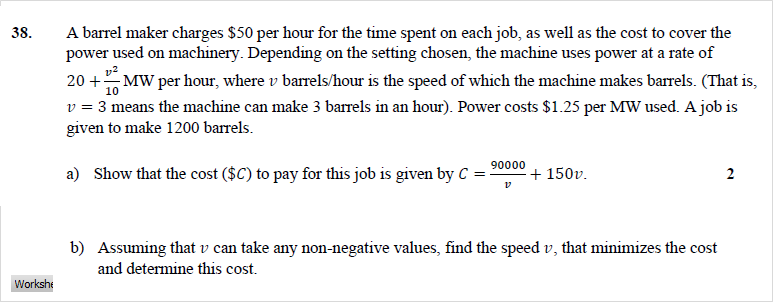 38. A barrel maker charges $50 per hour for the time spent on each job, as well as the cost to cover the
power used on machinery. Depending on the setting chosen, the machine uses power at a rate of
20 + v²/10 MW per hour, where v barrels/hour is the speed of which the machine makes barrels. (That is,
v = 3 means the machine can make 3 barrels in an hour). Power costs $1.25 per MW used. A job is
given to make 1200 barrels.
a) Show that the cost ($C) to pay for this job is given by C = 90000/v + 150v. 2
b) Assuming that v can take any non-negative values, find the speed v, that minimizes the cost
and determine this cost.